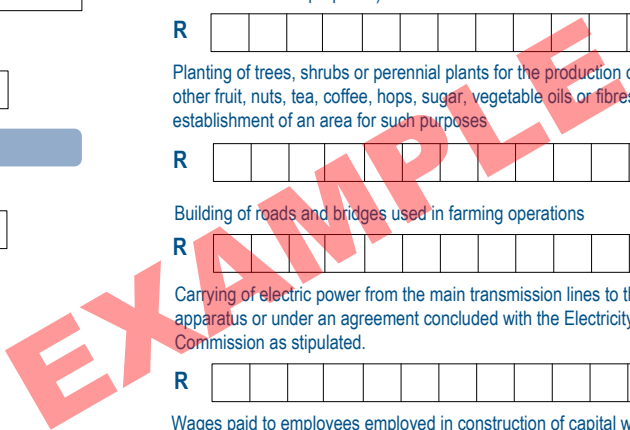 R
Planting of trees, shrubs or perennial plants for the production
other fruit, nuts, tea, coffee, hops, sugar, vegetable oils or fibres
establishment of an area for such purposes
R
Building of roads and bridges used in farming operations
R
Carrying of electric power from the main transmission lines to
apparatus or under an agreement concluded with the Electricity
Commission as stipulated.
R
Wages paid to employees employed in construction of capital
EXAMPLE